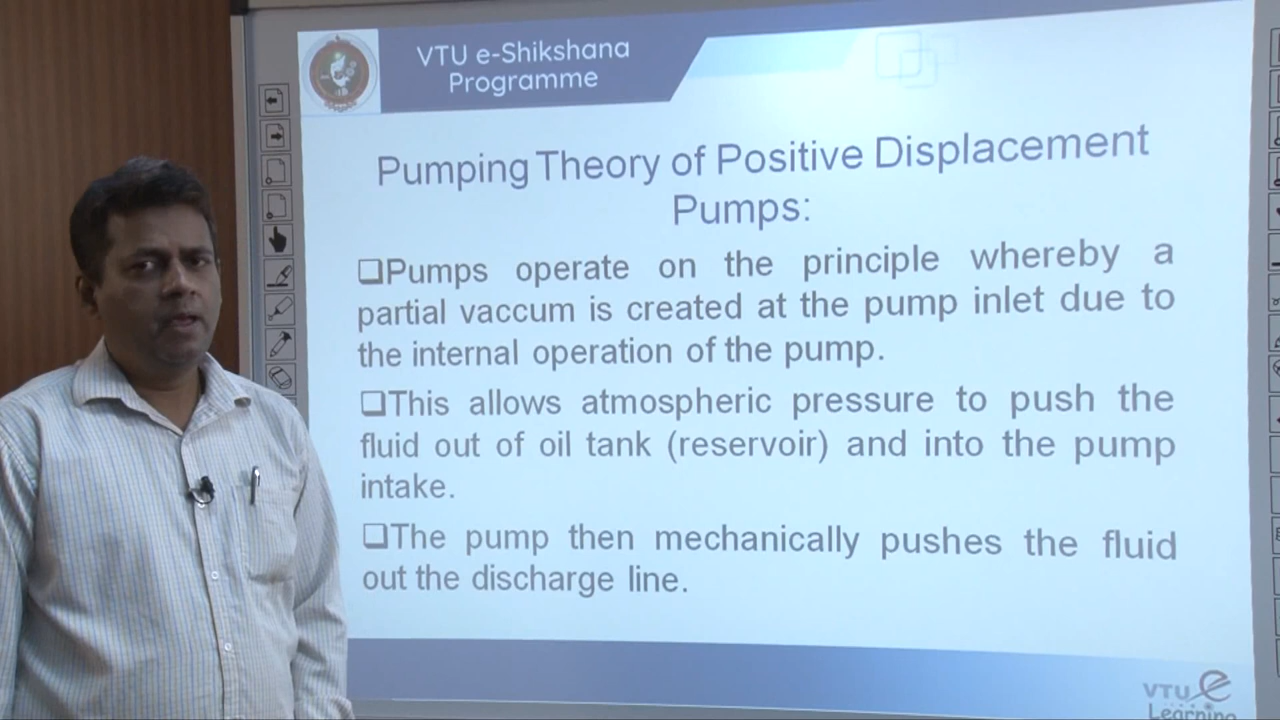 VTU e-Shikshana
Programme
Pumping Theory of Positive Displacement
Pumps:
❑Pumps operate on the principle whereby a
partial vaccum is created at the pump inlet due to
the internal operation of the pump.
❑This allows atmospheric pressure to push the
fluid out of oil tank (reservoir) and into the pump
intake.
❑The pump then mechanically pushes the fluid
out the discharge line.
VTU e
Learning